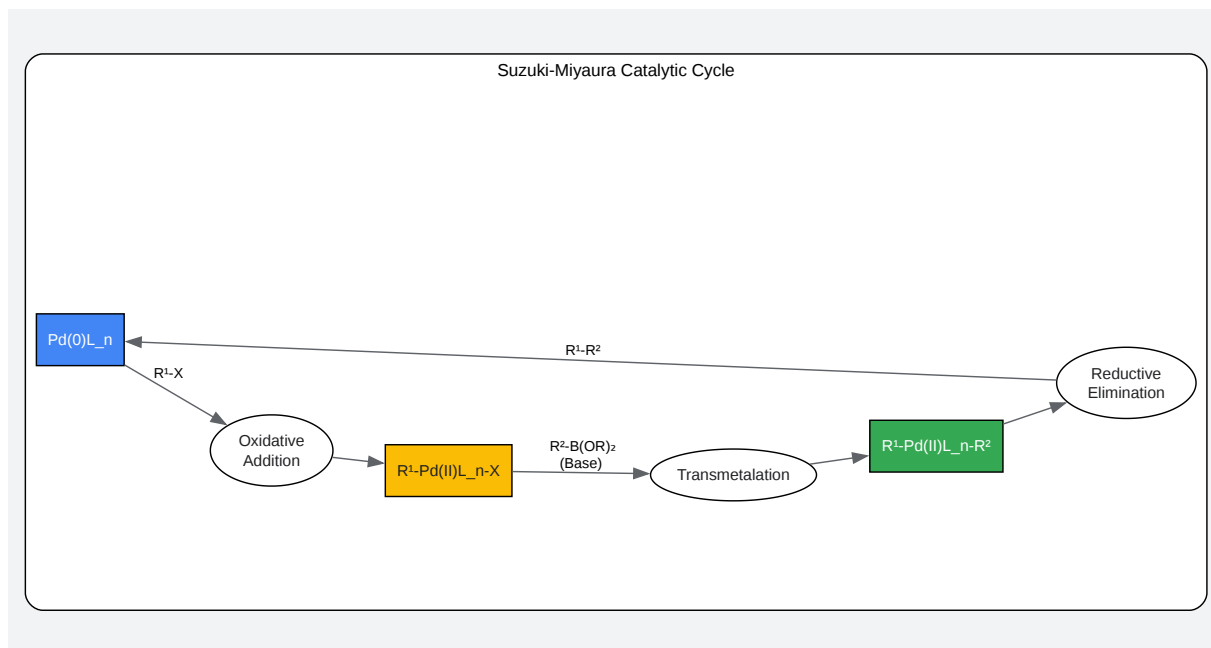 Suzuki-Miyaura Catalytic Cycle
Pd(0)L_n
R¹-X
Oxidative
Addition
R¹-Pd(II)L_n-X
R²-B(OR)₂
(Base)
Transmetalation
R¹-Pd(II)L_n-R²
Reductive
Elimination
R¹-R²